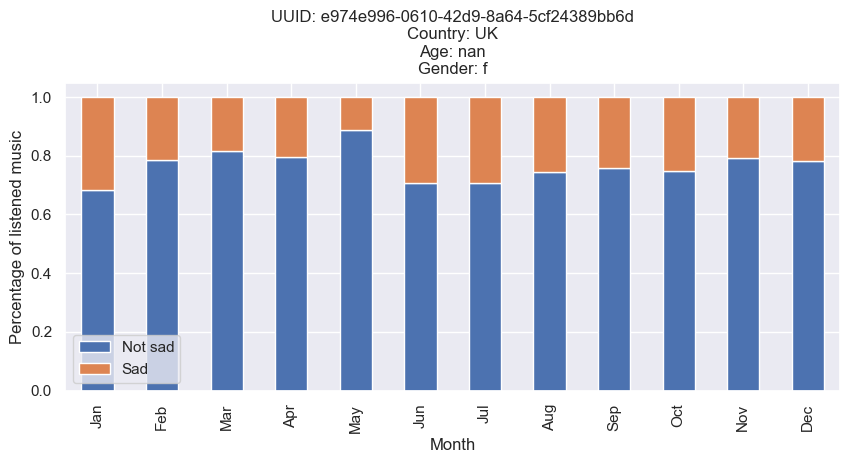 UUID: e974e996-0610-42d9-8a64-5cf24389bb6d
Country: UK
Age: nan
Gender: f
Percentage of listened music
1.0
0.8
0.6
0.4
0.2
0.0
Not sad
Sad
Jan
Feb
Mar
Apr
May
Jun
Jul
Aug
Sep
Oct
Nov
Dec
Month